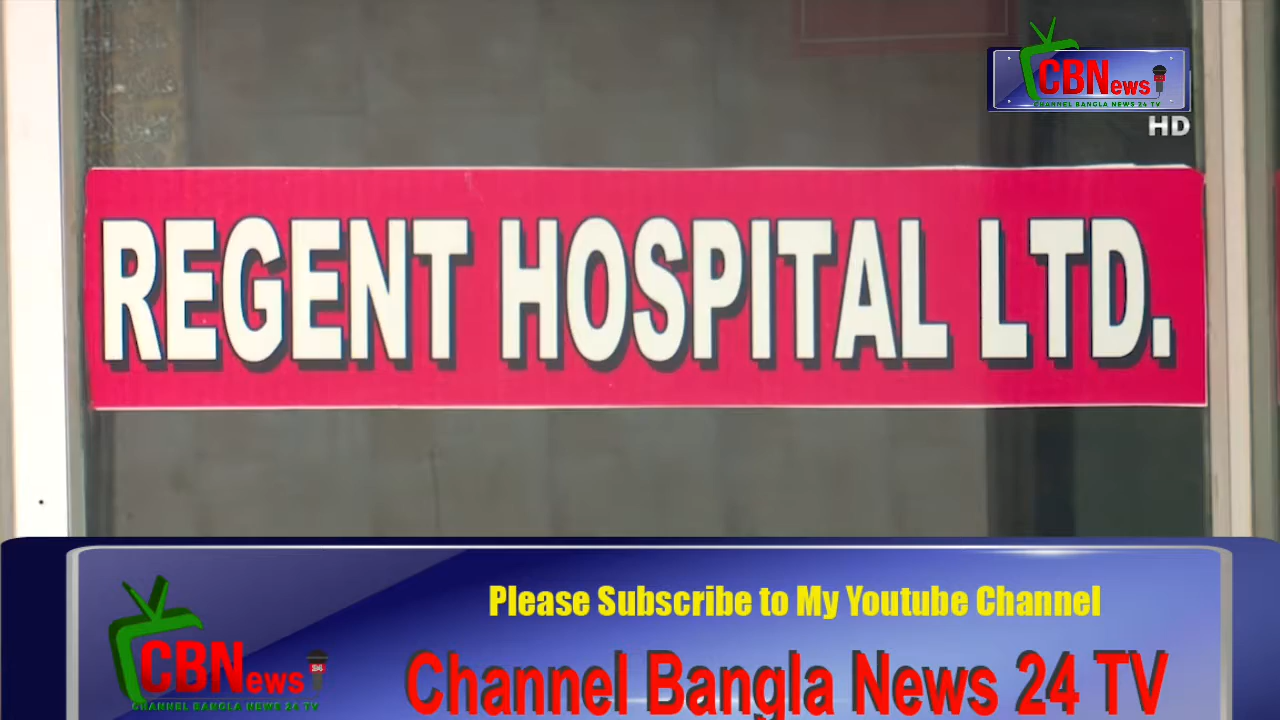 CBNews
CHANNEL BANGLA NEWS 24 TV
HD
REGENT HOSPITAL LTD.
Please Subscribe to My Youtube Channel
CBNews 24
CHANNEL BANGLA NEWS 24 TV
Channel Bangla News 24 TV